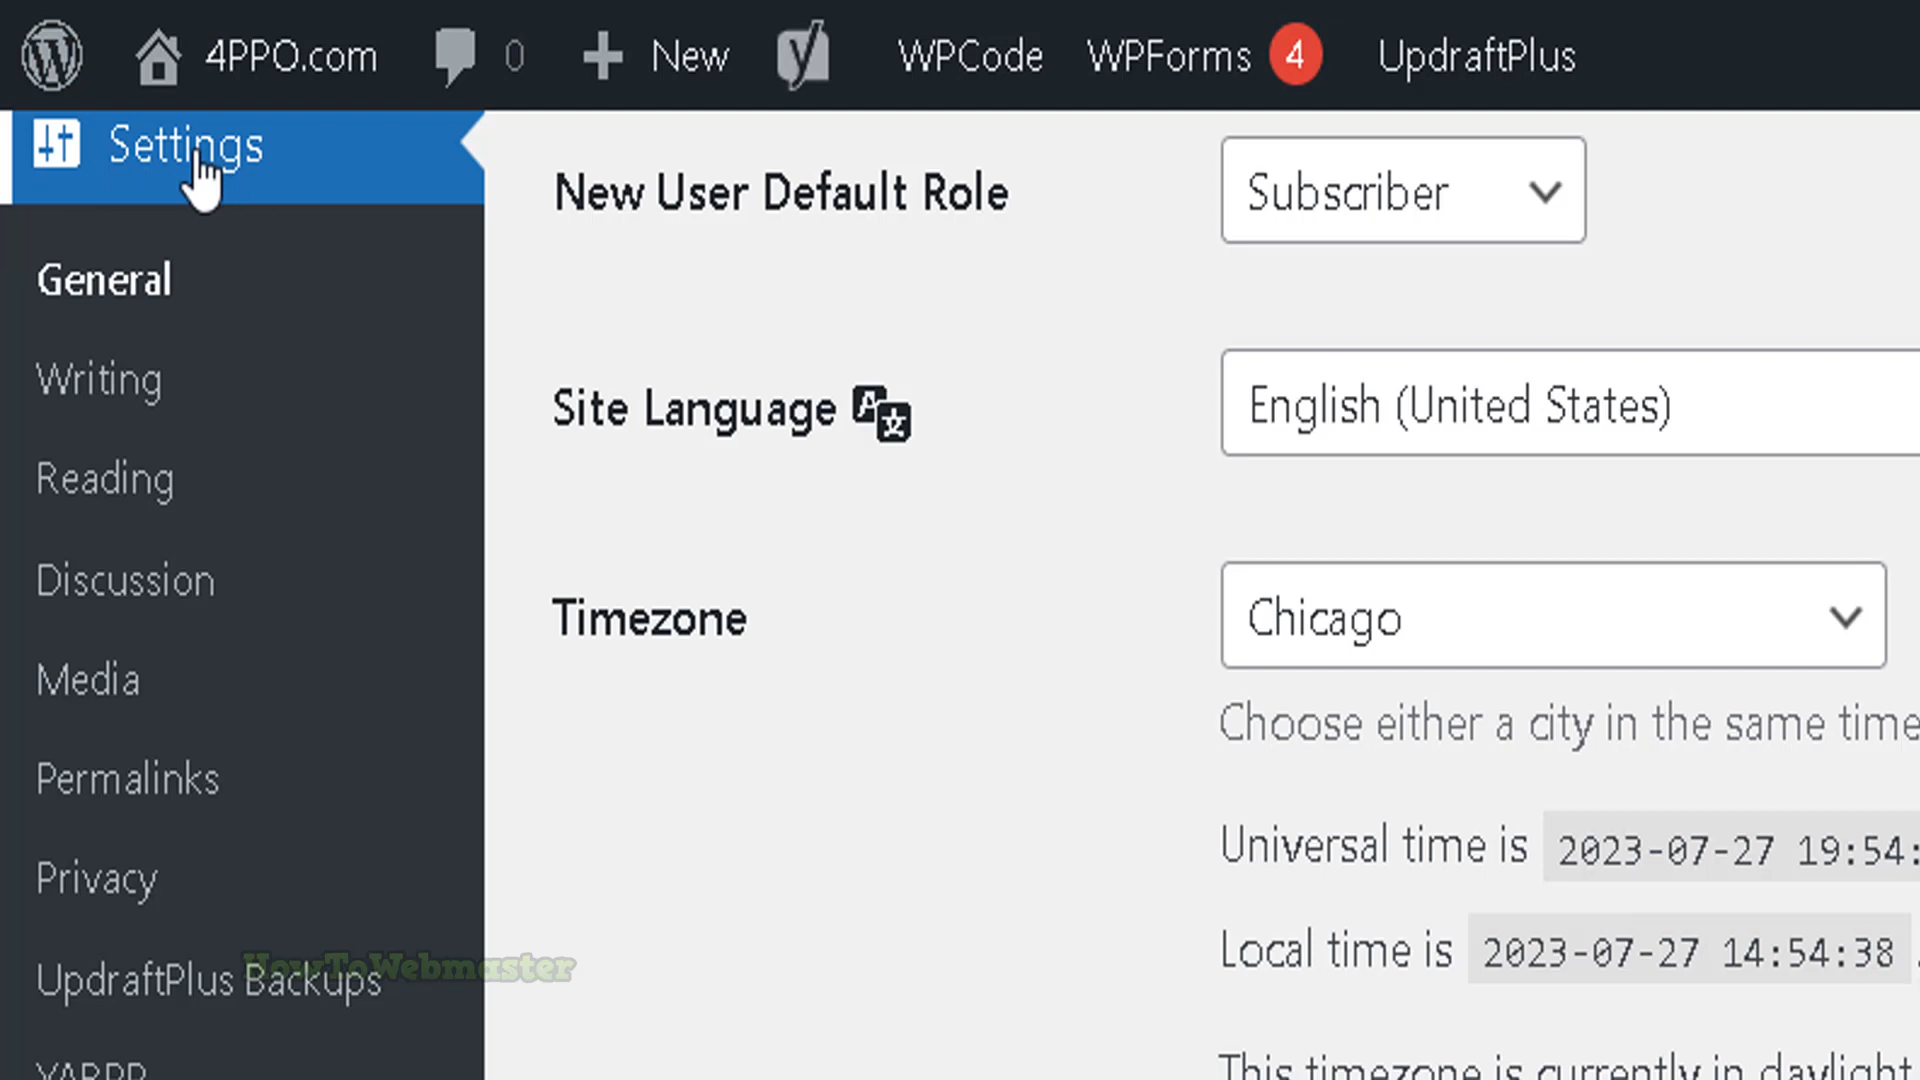 4PPO.com 0 New WPCode WPForms 4 UpdraftPlus
Settings
General
Writing
Reading
Discussion
Media
Permalinks
Privacy
UpdraftPlus Backups
YARPP
HowToWebmaster
New User Default Role Subscriber
Site Language English (United States)
Timezone Chicago
Choose either a city in the same time
Universal time is 2023-07-27 19:54:
Local time is 2023-07-27 14:54:38 .
This timezone is currently in daylight